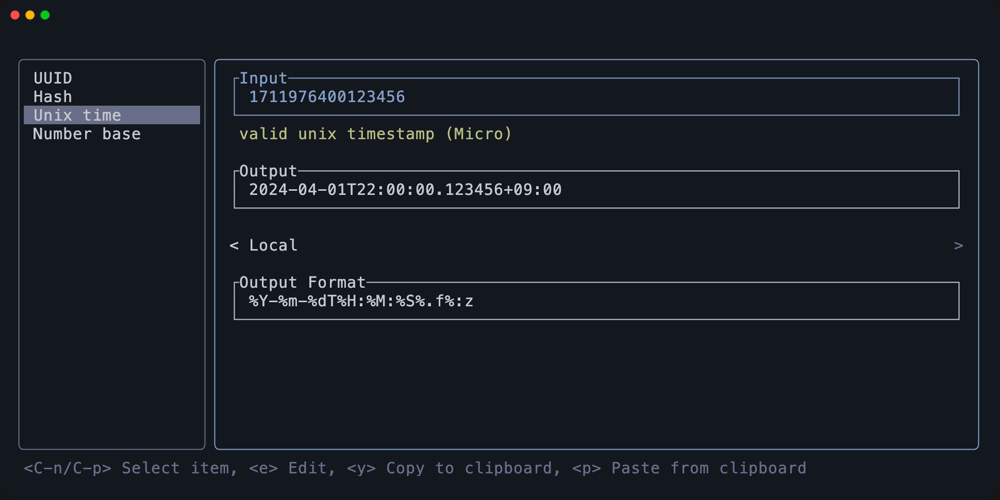 UUID
Hash
Unix time
Number base
Input
1711976400123456
valid unix timestamp (Micro)
Output
2024-04-01T22:00:00.123456+09:00
< Local >
Output Format
%Y-%m-%dT%H:%M:%S%.f%:z
<C-n/C-p> Select item, <e> Edit, <y> Copy to clipboard, <p> Paste from clipboard